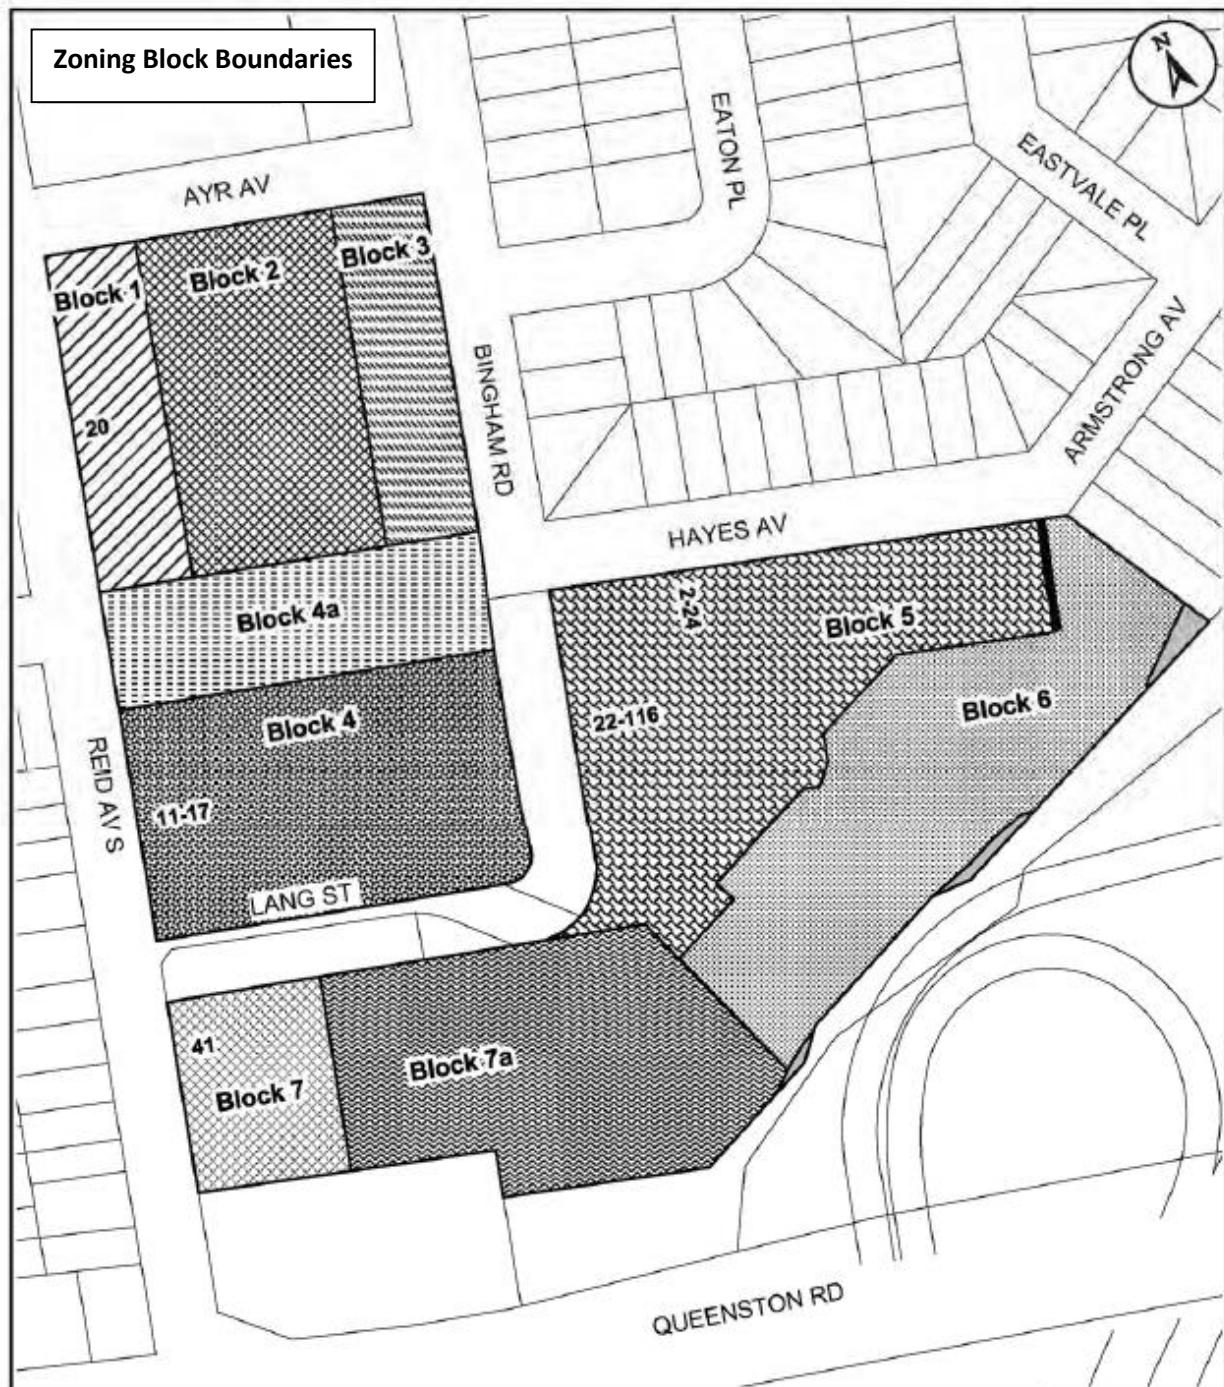 Zoning Block Boundaries
N
EATON PL
EASTVALE PL
AYR AV
Block 1
Block 2
Block 3
ARMSTRONG AV
BINGHAM RD
20
HAYES AV
Block 4a
2-24
Block 5
Block 4
22-116
Block 6
REID AV S
11-17
LANG ST
41
Block 7
Block 7a
QUEENSTON RD